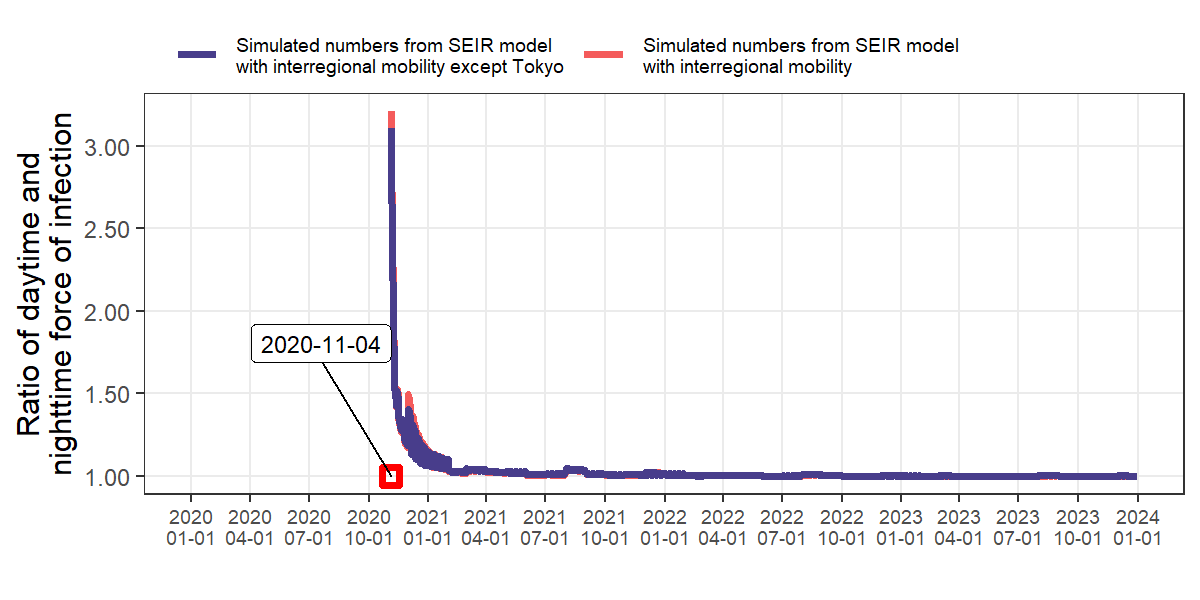 Simulated numbers from SEIR model
with interregional mobility except Tokyo
Simulated numbers from SEIR model
with interregional mobility
Ratio of daytime and
nighttime force of infection
3.00
2.50
2.00
1.50
1.00
2020-11-04
2020 2020 2020 2020 2021 2021 2021 2021 2022 2022 2022 2022 2023 2023 2023 2023 2024
01-01 04-01 07-01 10-01 01-01 04-01 07-01 10-01 01-01 04-01 07-01 10-01 01-01 04-01 07-01 10-01 01-01